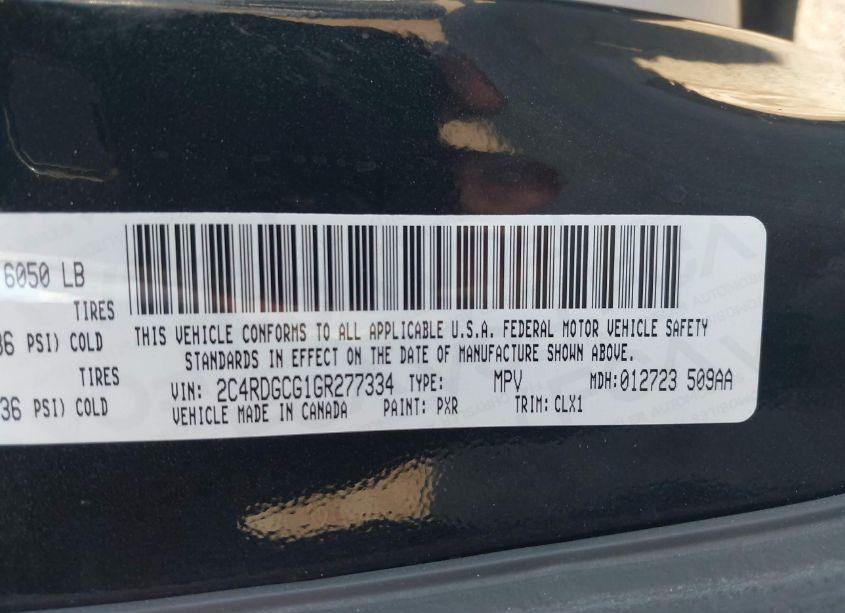 6050 LB
TIRES
36 PSI) COLD
TIRES
36 PSI) COLD
THIS VEHICLE CONFORMS TO ALL APPLICABLE U.S.A. FEDERAL MOTOR VEHICLE SAFETY
STANDARDS IN EFFECT ON THE DATE OF MANUFACTURE SHOWN ABOVE.
VIN: 2C4RDGCG1GR277334 TYPE: MPV MDH:012723 509AA
VEHICLE MADE IN CANADA PAINT: PXR TRIM: CLX1